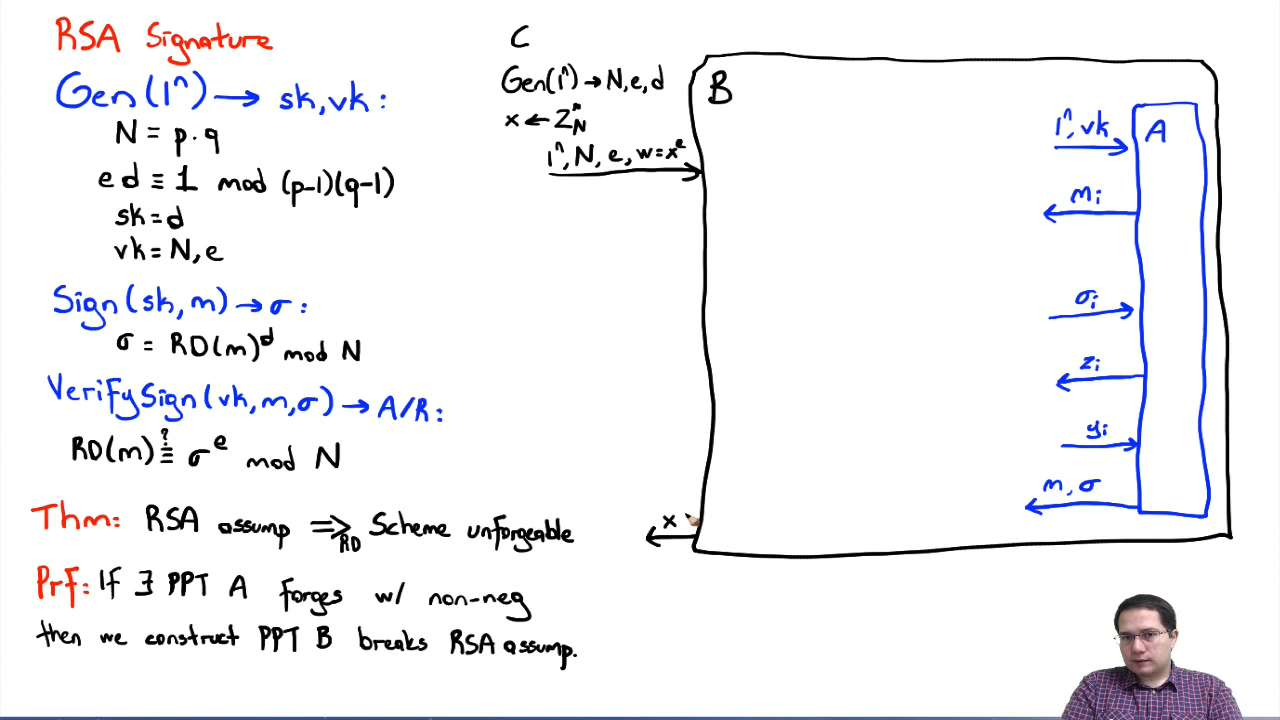 RSA Signature
Gen(1ⁿ) → sk,vk:
N = p·q
ed ≡ 1 mod (p-1)(q-1)
sk = d
vk = N, e
Sign(sk, m) → σ:
σ = RO(m)ᵈ mod N
VerifySign(vk, m, σ) → A/R:
RO(m) ≟ σᵉ mod N
Thm: RSA assump ⇒RO Scheme unforgeable
Prf: If ∃ PPT A forges w/ non-neg
then we construct PPT B breaks RSA assump.
C
Gen(1ⁿ) → N, e, d
x ← Z*N
1ⁿ, N, e, w=xᵉ
x
B
1ⁿ, vk
A
mi
σi
zi
yi
m, σ